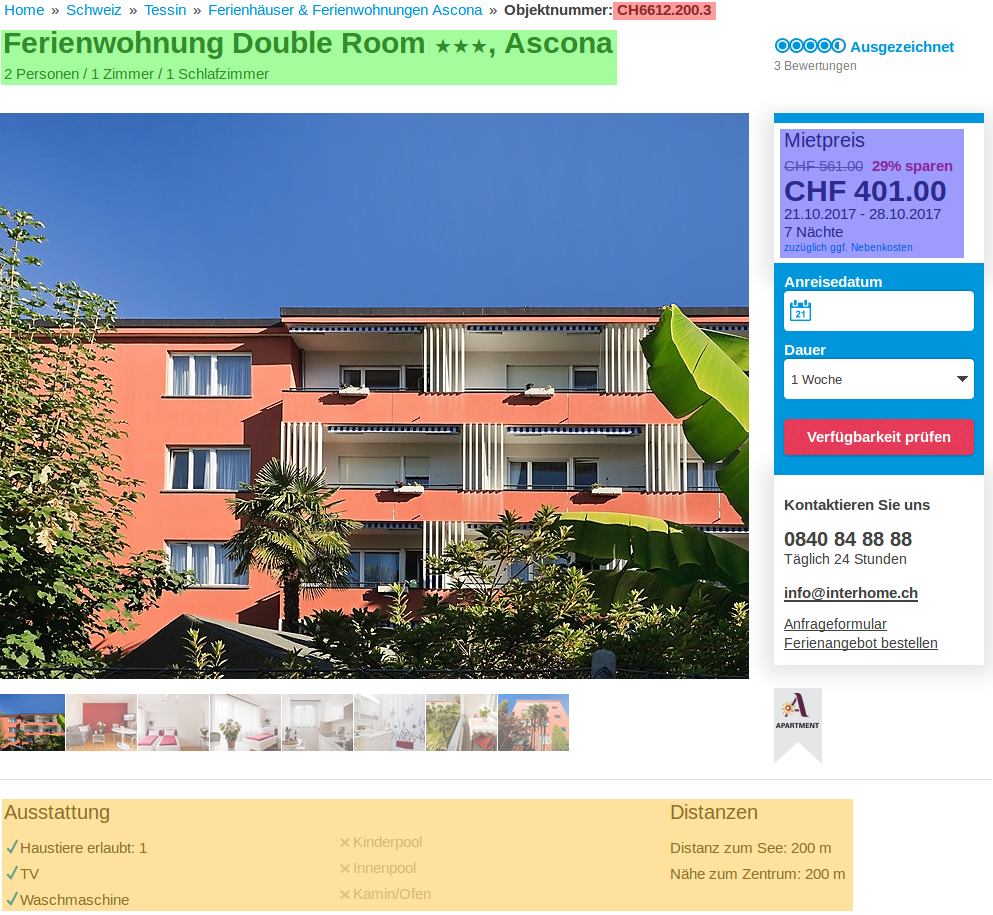 Home » Schweiz » Tessin » Ferienhäuser & Ferienwohnungen Ascona » Objektnummer: CH6612.200.3
Ferienwohnung Double Room ★★★, Ascona
2 Personen / 1 Zimmer / 1 Schlafzimmer
Ausgezeichnet
3 Bewertungen
Mietpreis
CHF 561.00 29% sparen
CHF 401.00
21.10.2017 - 28.10.2017
7 Nächte
zuzüglich ggf. Nebenkosten
Anreisedatum
21
Dauer
1 Woche
Verfügbarkeit prüfen
Kontaktieren Sie uns
0840 84 88 88
Täglich 24 Stunden
info@interhome.ch
Anfrageformular
Ferienangebot bestellen
APARTMENT
Ausstattung
Haustiere erlaubt: 1
TV
Waschmaschine
Kinderpool
Innenpool
Kamin/Ofen
Distanzen
Distanz zum See: 200 m
Nähe zum Zentrum: 200 m